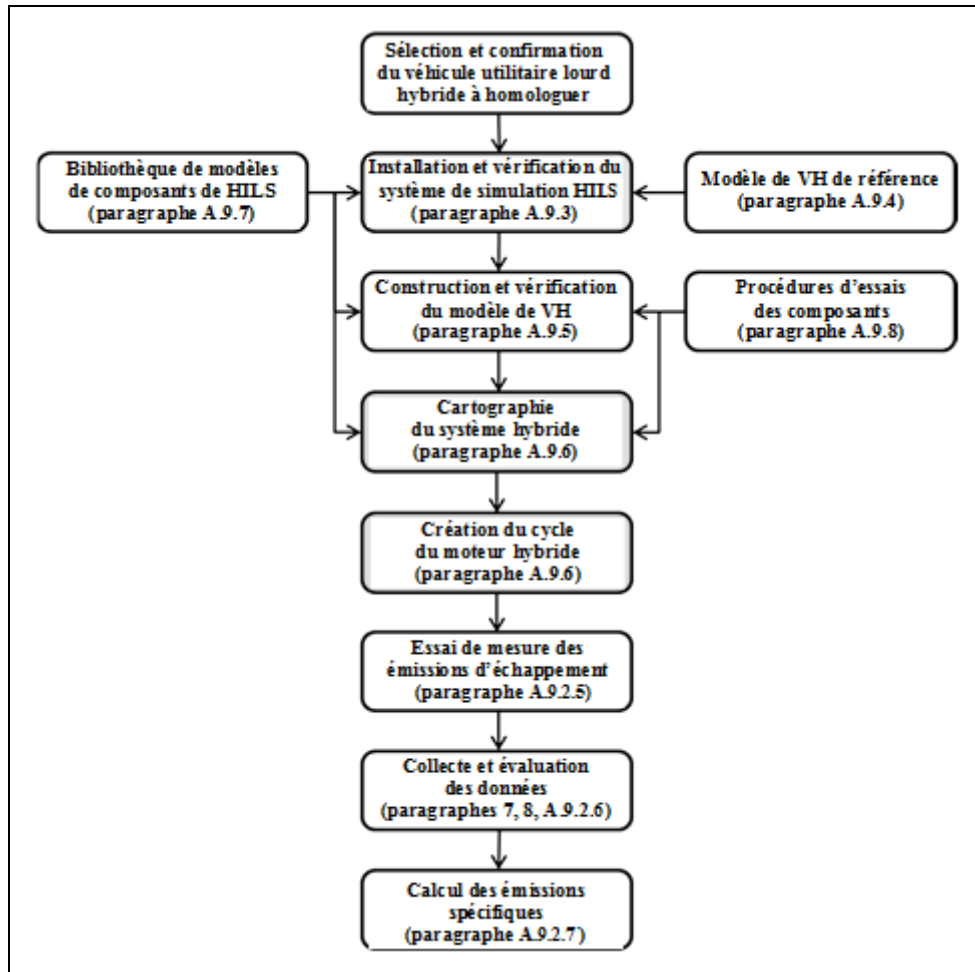 Sélection et confirmation
du véhicule utilitaire lourd
hybride à homologuer
Bibliothèque de modèles
de composants de HILS
(paragraphe A.9.7)
Installation et vérification du
système de simulation HILS
(paragraphe A.9.3)
Modèle de VH de référence
(paragraphe A.9.4)
Construction et vérification
du modèle de VH
(paragraphe A.9.5)
Procédures d'essais
des composants
(paragraphe A.9.8)
Cartographie
du système hybride
(paragraphe A.9.6)
Création du cycle
du moteur hybride
(paragraphe A.9.6)
Essai de mesure des
émissions d'échappement
(paragraphe A.9.2.5)
Collecte et évaluation
des données
(paragraphes 7, 8, A.9.2.6)
Calcul des émissions
spécifiques
(paragraphe A.9.2.7)